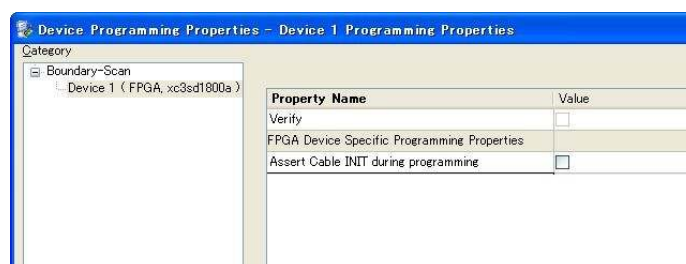 Device Programming Properties - Device 1 Programming Properties
Category
Boundary-Scan
Device 1 ( FPGA, xc3sd1800a )
Property Name Value
Verify
FPGA Device Specific Programming Properties
Assert Cable INIT during programming